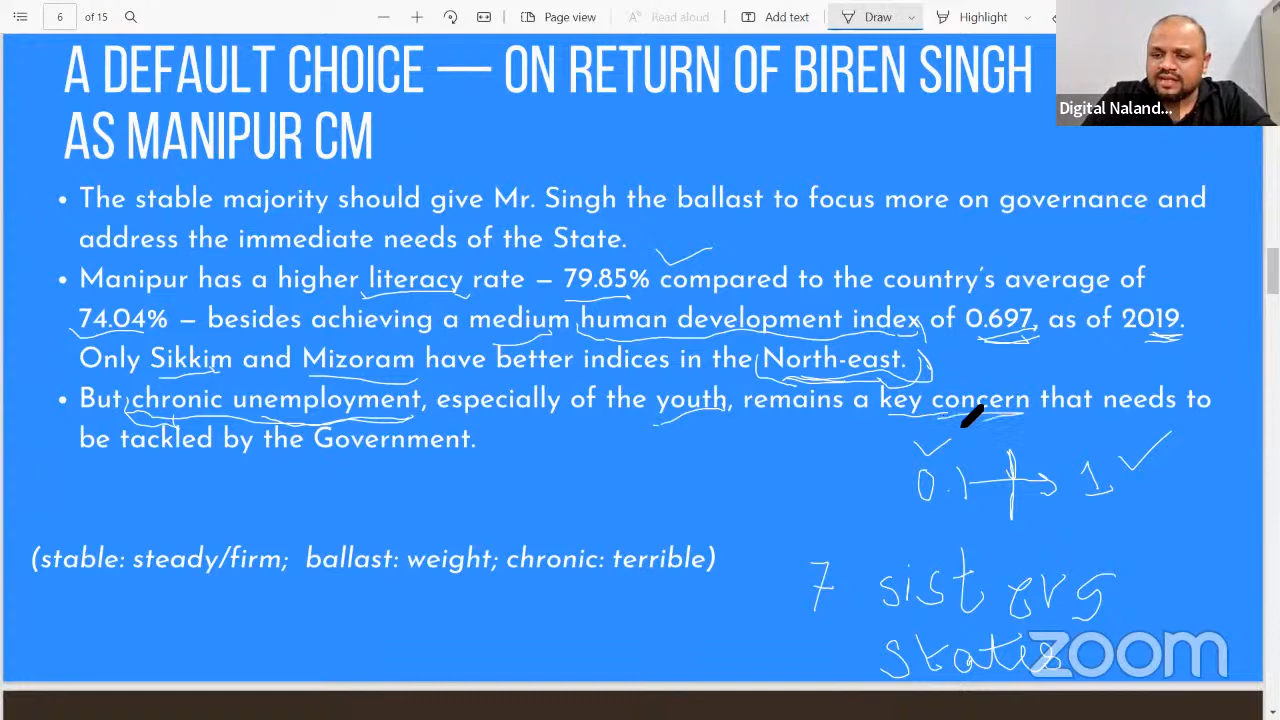 6 of 15 Page view Read aloud Add text Draw Highlight
A DEFAULT CHOICE — ON RETURN OF BIREN SINGH
AS MANIPUR CM
Digital Naland...
• The stable majority should give Mr. Singh the ballast to focus more on governance and
address the immediate needs of the State.
• Manipur has a higher literacy rate – 79.85% compared to the country's average of
74.04% – besides achieving a medium human development index of 0.697, as of 2019.
Only Sikkim and Mizoram have better indices in the North-east.
• But chronic unemployment, especially of the youth, remains a key concern that needs to
be tackled by the Government.
0.1 1
(stable: steady/firm; ballast: weight; chronic: terrible)
7 sisters
states
zoom